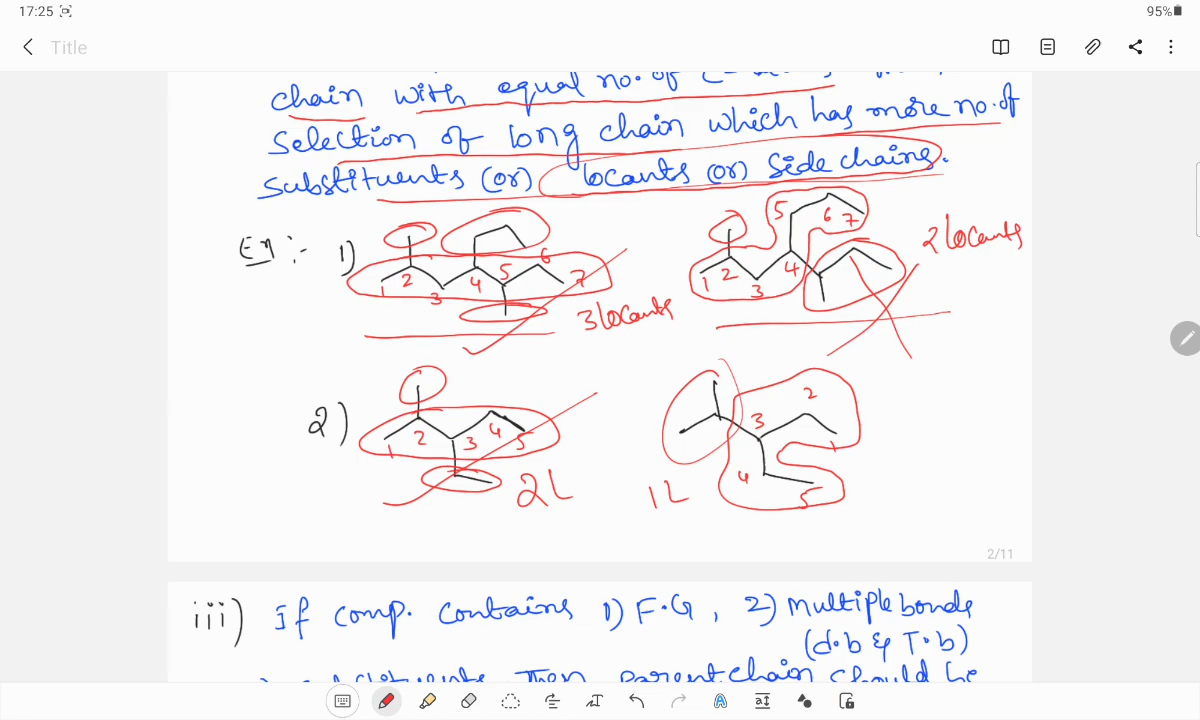 17:25
95%
Title
chain with equal no. of
selection of long chain which has more no. of
substituents (or) locants (or) side chains.
Ex :- 1)
1 2 3 4 5 6 7
3 locants
1 2 3 4 5 6 7
2 locants
2)
1 2 3 4 5
2L
1L
1 2 3 4 5
2/11
iii) If comp. contains 1) F.G, 2) Multiple bonds
(d.b & T.b)
Then parent chain should be